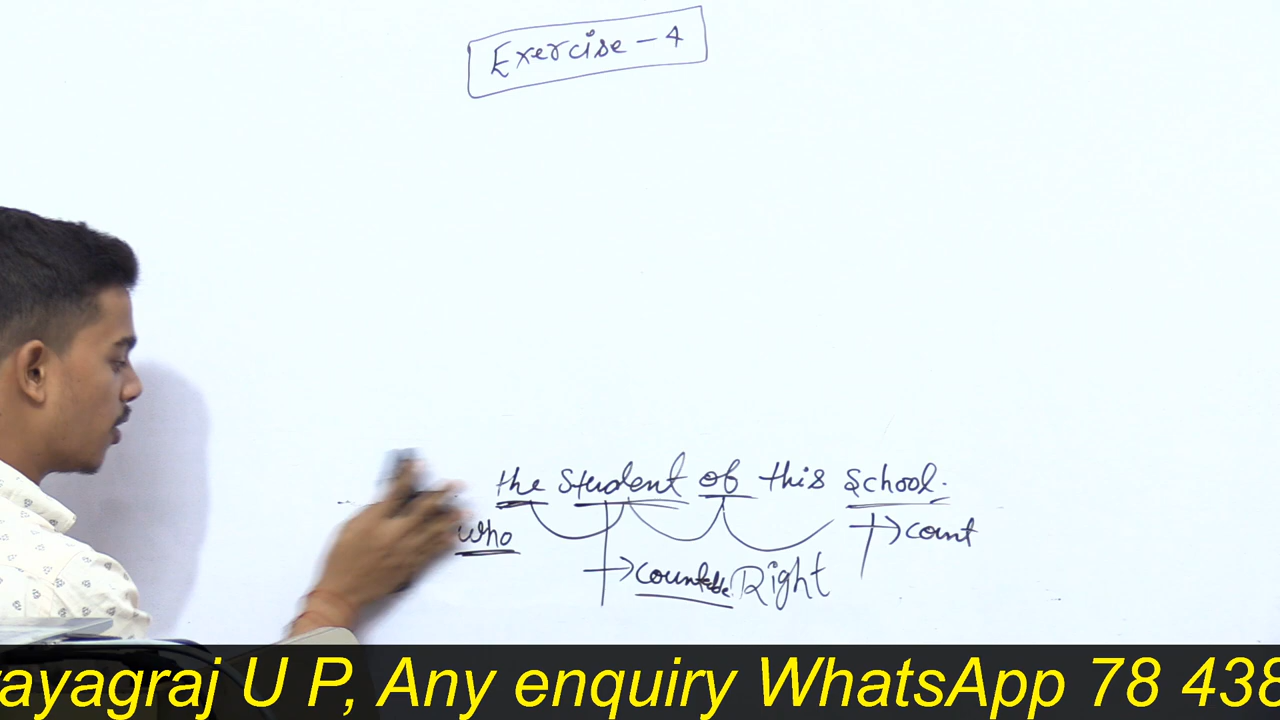 Exercise - 4
the student of this school.
who
count
countable Right
ayagraj U P, Any enquiry WhatsApp 78 438